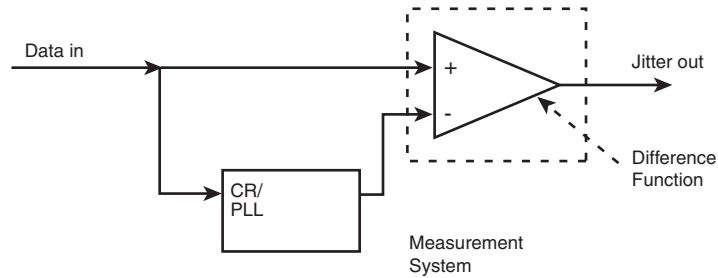 Data in
+
Jitter out
-
Difference
Function
CR/
PLL
Measurement
System